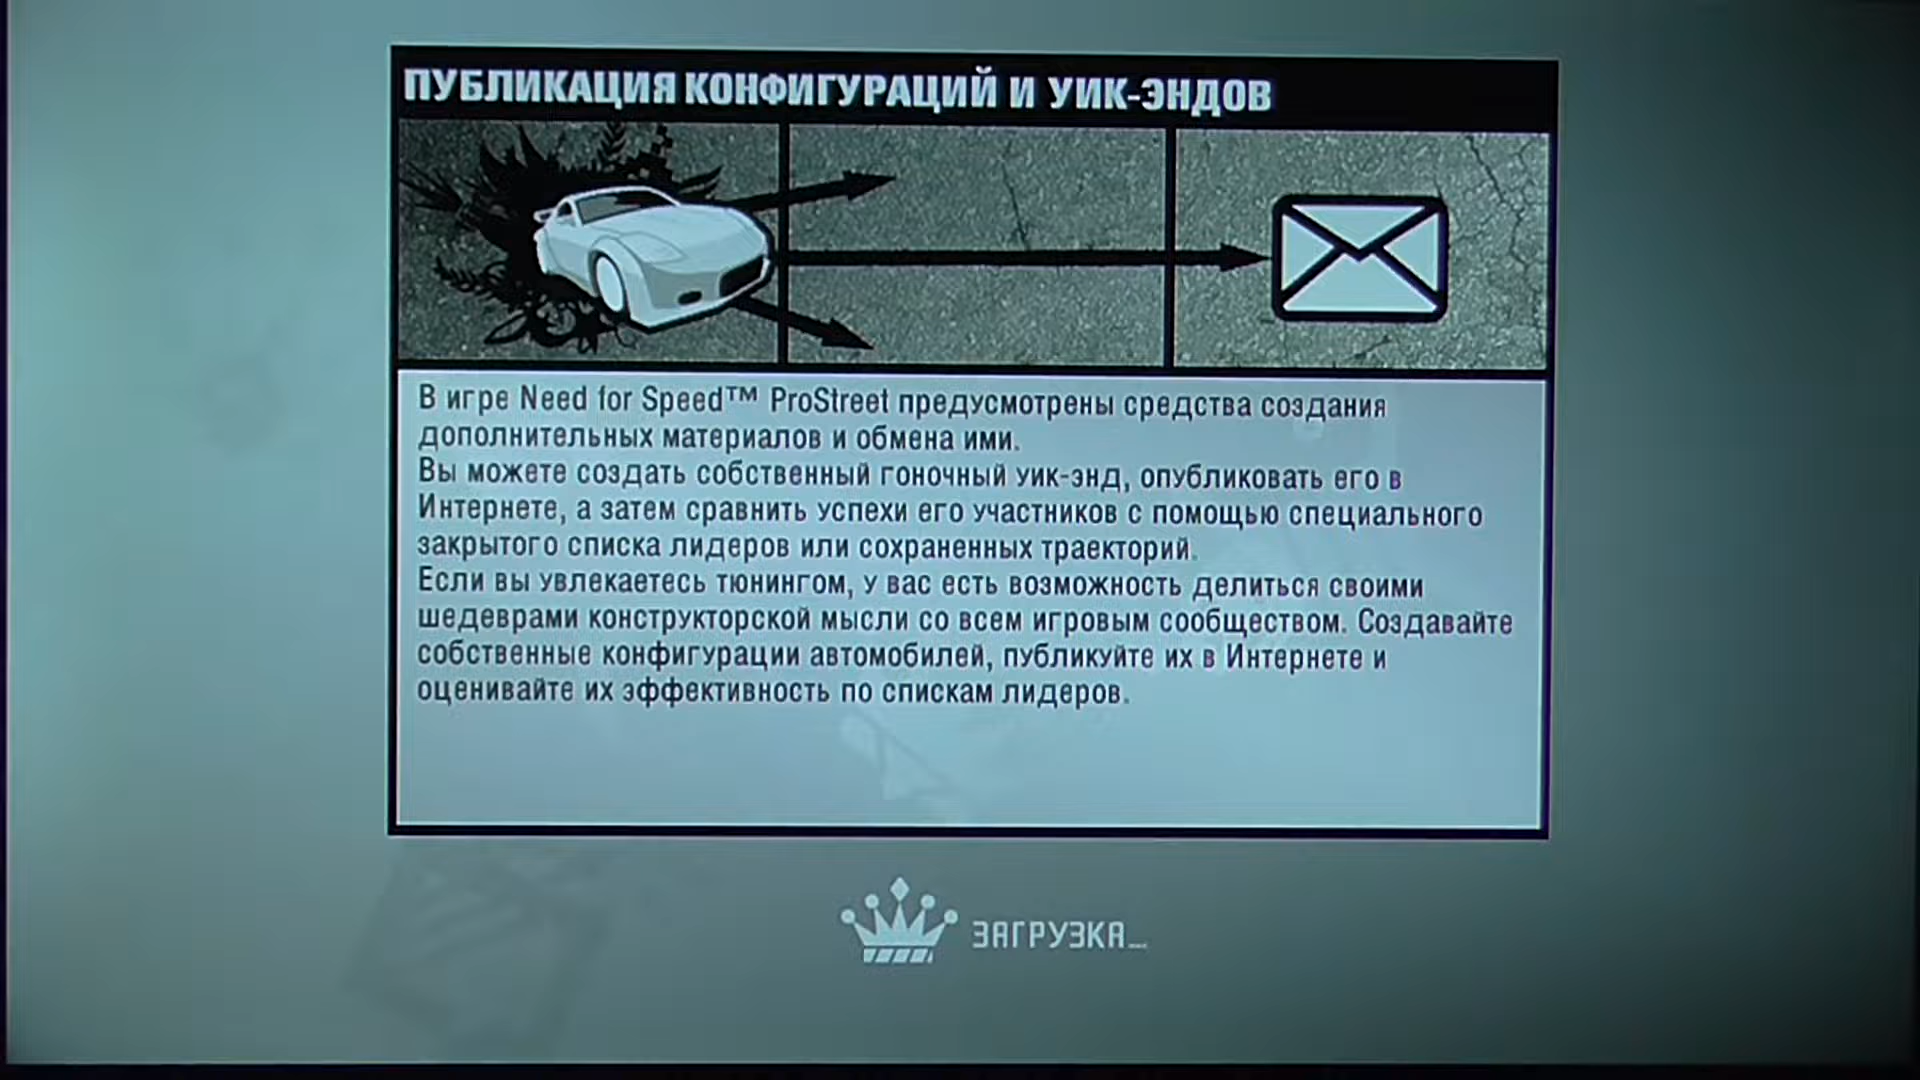 ПУБЛИКАЦИЯ КОНФИГУРАЦИЙ И УИК-ЭНДОВ
В игре Need for Speed™ ProStreet предусмотрены средства создания
дополнительных материалов и обмена ими.
Вы можете создать собственный гоночный уик-энд, опубликовать его в
Интернете, а затем сравнить успехи его участников с помощью специального
закрытого списка лидеров или сохраненных траекторий.
Если вы увлекаетесь тюнингом, у вас есть возможность делиться своими
шедеврами конструкторской мысли со всем игровым сообществом. Создавайте
собственные конфигурации автомобилей, публикуйте их в Интернете и
оценивайте их эффективность по спискам лидеров.
ЗАГРУЗКА...